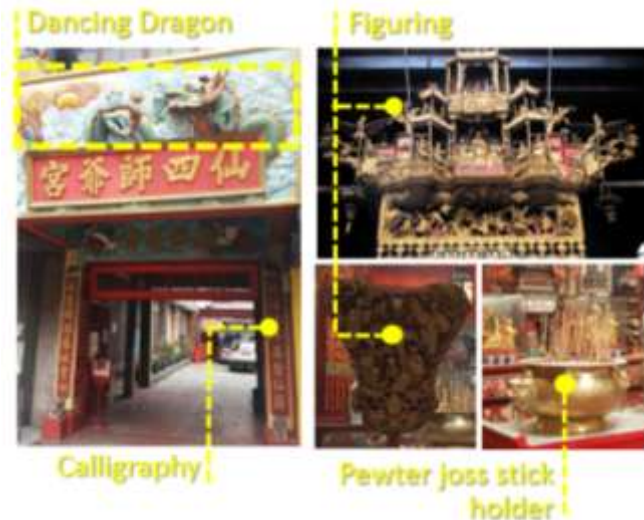 Dancing Dragon
Figuring
宮爺師四仙
Calligraphy
Pewter joss stick
holder